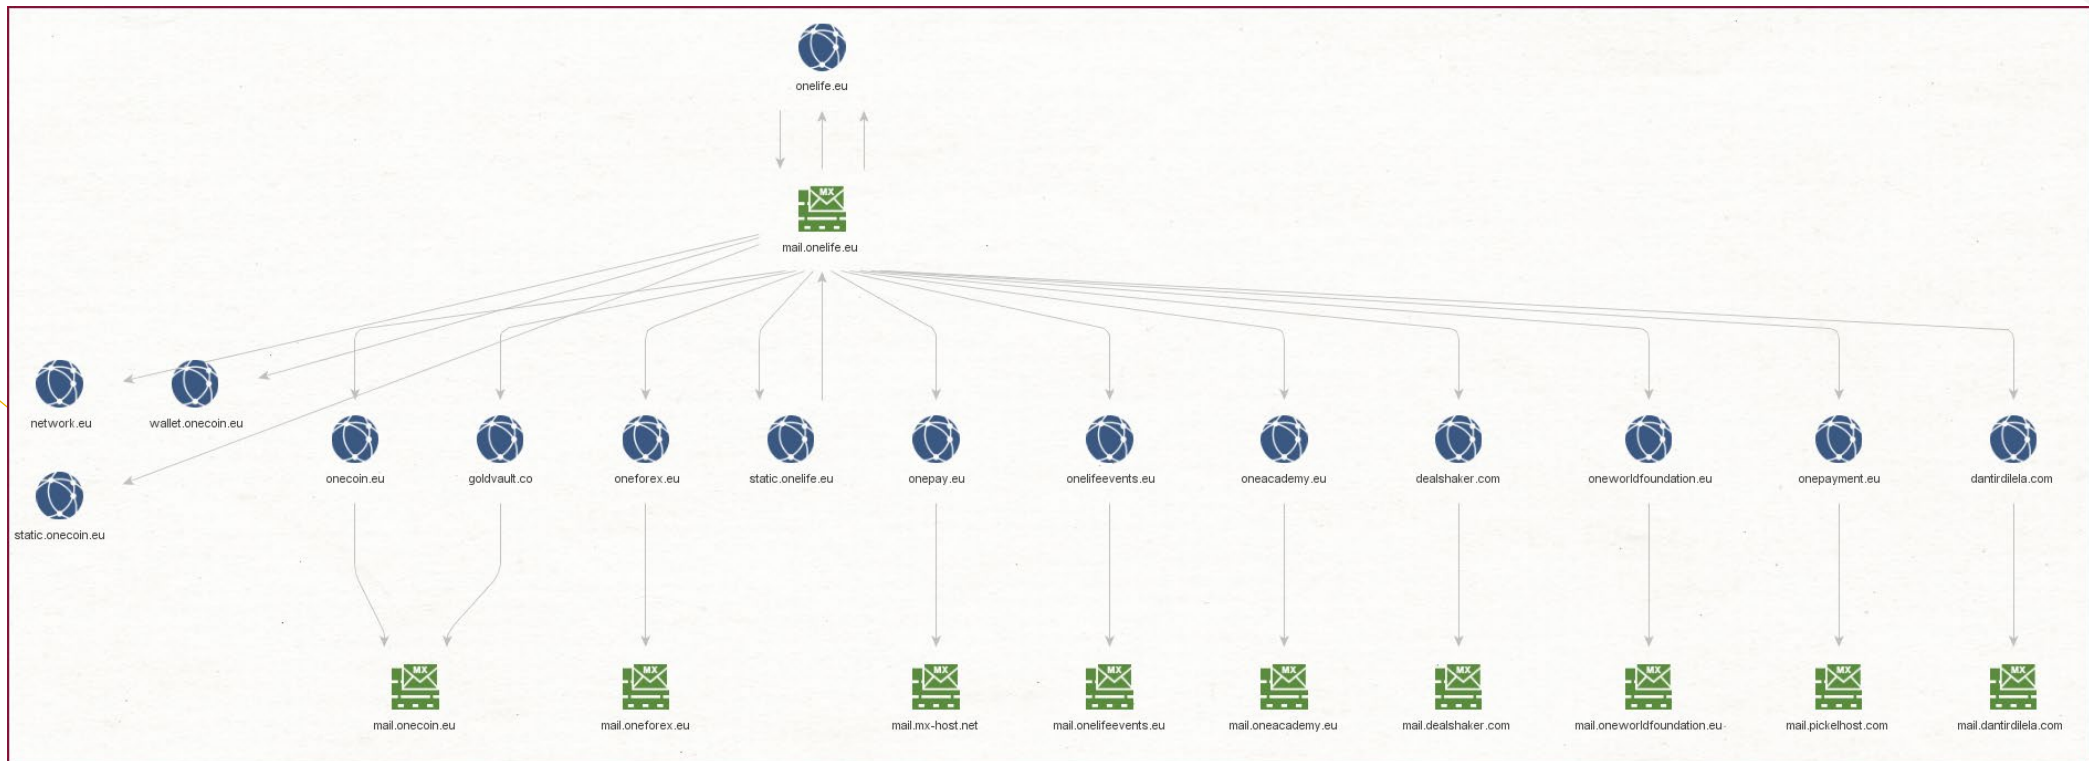 onelife.eu
MX
mail.onelife.eu
network.eu
wallet.onecoin.eu
static.onecoin.eu
onecoin.eu
goldvault.co
oneforex.eu
static.onelife.eu
onepay.eu
onelifeevents.eu
oneacademy.eu
dealshaker.com
oneworldfoundation.eu
onepayment.eu
dantirdilela.com
MX
mail.onecoin.eu
MX
mail.oneforex.eu
MX
mail.mx-host.net
MX
mail.onelifeevents.eu
MX
mail.oneacademy.eu
MX
mail.dealshaker.com
MX
mail.oneworldfoundation.eu
MX
mail.pickelhost.com
MX
mail.dantirdilela.com